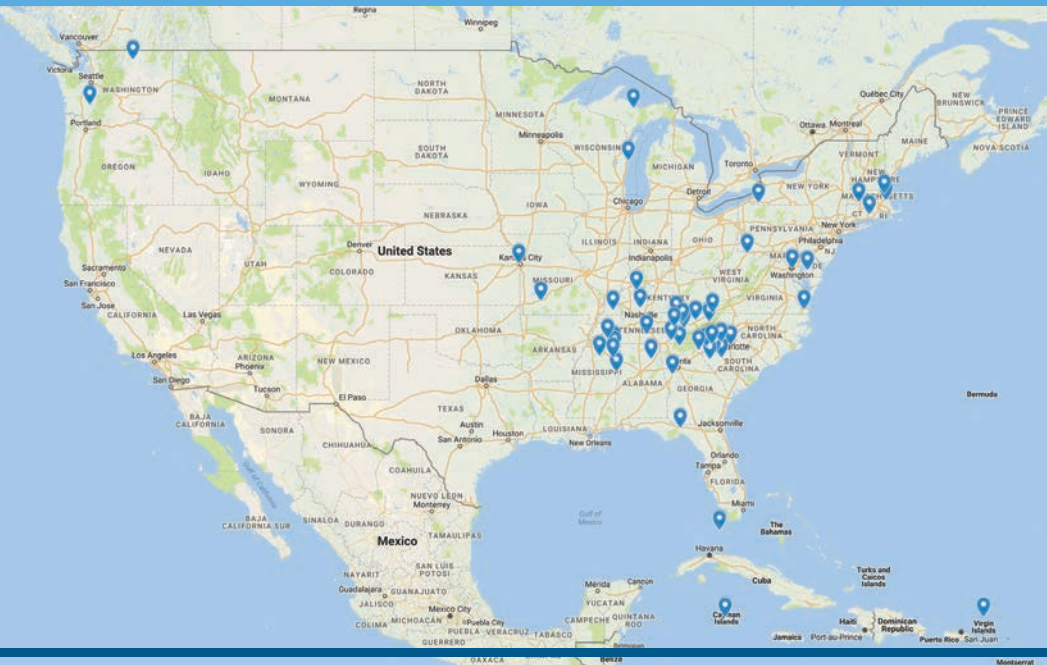 Regina
Winnipeg
Vancouver
Victoria
Seattle
WASHINGTON
Portland
MONTANA
NORTH
DAKOTA
MINNESOTA
Minneapolis
WISCONSIN
Québec City
NEW
BRUNSWICK
PRINCE
EDWARD
ISLAND
NOVA SCOTIA
Ottawa
Montreal
MAINE
VERMONT
Toronto
MICHIGAN
Detroit
NEW YORK
NEW
OREGON
IDAHO
WYOMING
SOUTH
DAKOTA
IOWA
Chicago
NEBRASKA
CT
RI
PENNSYLVANIA
New York
Philadelphia
NJ
DE
NEVADA
UTAH
Denver
COLORADO
United States
KANSAS
MISSOURI
ILLINOIS
INDIANA
Indianapolis
OHIO
WEST
VIRGINIA
Washington
VIRGINIA
Sacramento
San Francisco
San Jose
CALIFORNIA
Las Vegas
Nashville
NORTH
CAROLINA
SOUTH
CAROLINA
OKLAHOMA
ARKANSAS
MISSISSIPPI
ALABAMA
GEORGIA
Los Angeles
San Diego
ARIZONA
Phoenix
Tucson
NEW MEXICO
El Paso
Dallas
TEXAS
Austin
San Antonio
Houston
LOUISIANA
New Orleans
Jacksonville
Orlando
Tampa
FLORIDA
Miami
Bermuda
BAJA
CALIFORNIA
SONORA
CHIHUAHUA
COAHUILA
Gulf of California
NUEVO LEON
Monterrey
BAJA
CALIFORNIA SUR
SINALOA
DURANGO
TAMAULIPAS
Mexico
Gulf of
Mexico
The
Bahamas
Havana
Cuba
Turks and
Caicos
Islands
NAYARIT
SAN LUIS
POTOSI
Guadalajara
GUANAJUATO
JALISCO
Mexico City
COLIMA
MICHOACÁN
Puebla City
PUEBLA
VERACRUZ
TABASCO
GUERRERO
OAXACA
Mérida
Cancún
YUCATAN
CAMPECHE
QUINTANA
ROO
Belize
Islands
Jamaica
Haiti
Port-au-Prince
Dominican
Republic
Puerto Rico
San Juan
Virgin
Islands
Montserrat